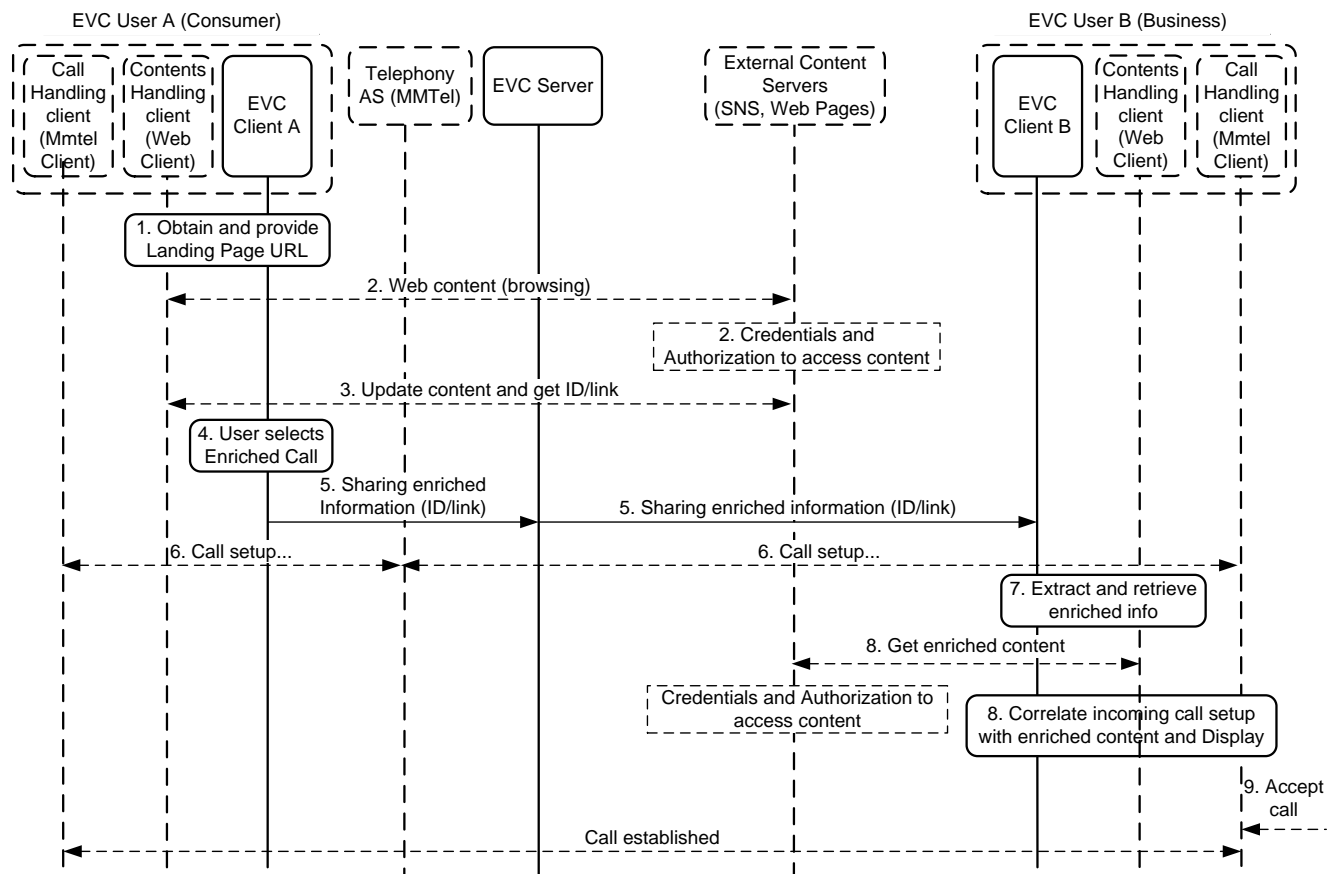 EVC User A (Consumer)
EVC User B (Business)
Call
Handling
client
(Mmtel
Client)
Contents
Handling
client
(Web
Client)
EVC
Client A
Telephony
AS (MMTel)
EVC Server
External Content
Servers
(SNS, Web Pages)
EVC
Client B
Contents
Handling
client
(Web
Client)
Call
Handling
client
(Mmtel
Client)
1. Obtain and provide
Landing Page URL
2. Web content (browsing)
2. Credentials and
Authorization to access content
3. Update content and get ID/link
4. User selects
Enriched Call
5. Sharing enriched
Information (ID/link)
5. Sharing enriched information (ID/link)
6. Call setup...
6. Call setup...
7. Extract and retrieve
enriched info
8. Get enriched content
Credentials and Authorization to
access content
8. Correlate incoming call setup
with enriched content and Display
9. Accept
call
Call established